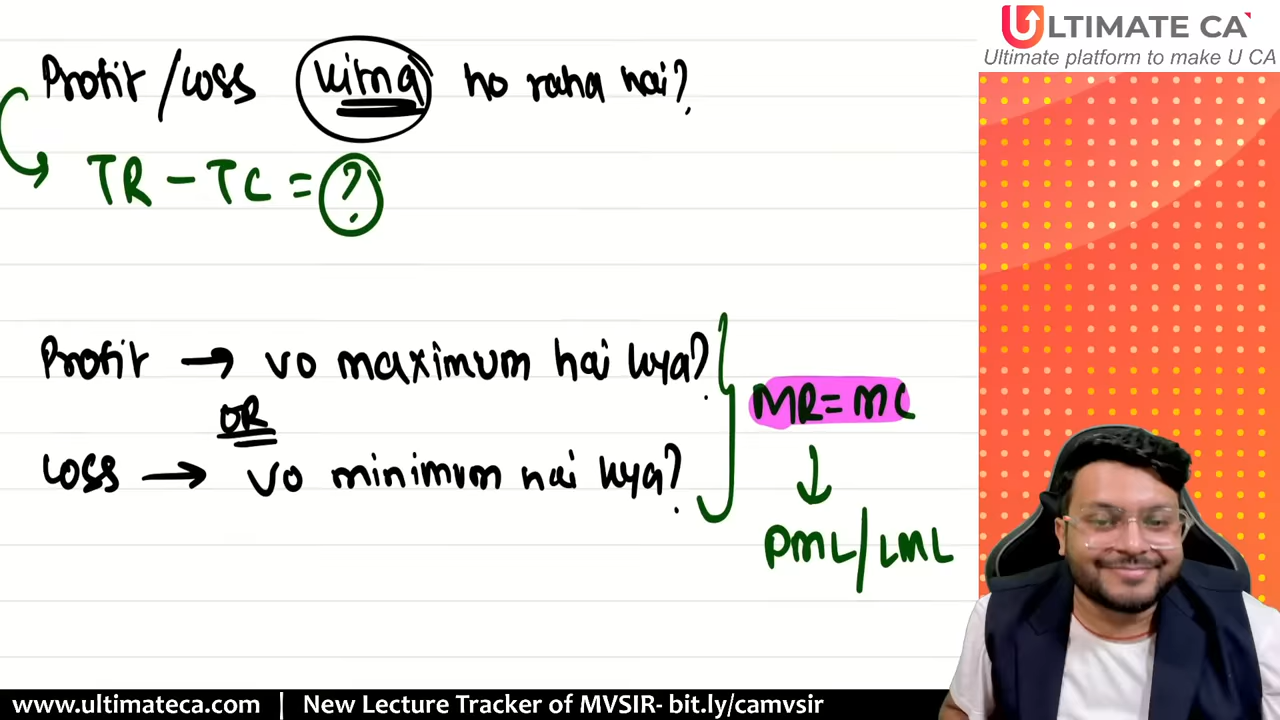 Profit / Loss kitna ho raha hai?
TR - TC = ?
Profit → vo maximum hai kya?
OR
Loss → vo minimum hai kya?
MR = MC
↓
PML/LML
ULTIMATE CA
Ultimate platform to make U CA
www.ultimateca.com | New Lecture Tracker of MVSIR- bit.ly/camvsir